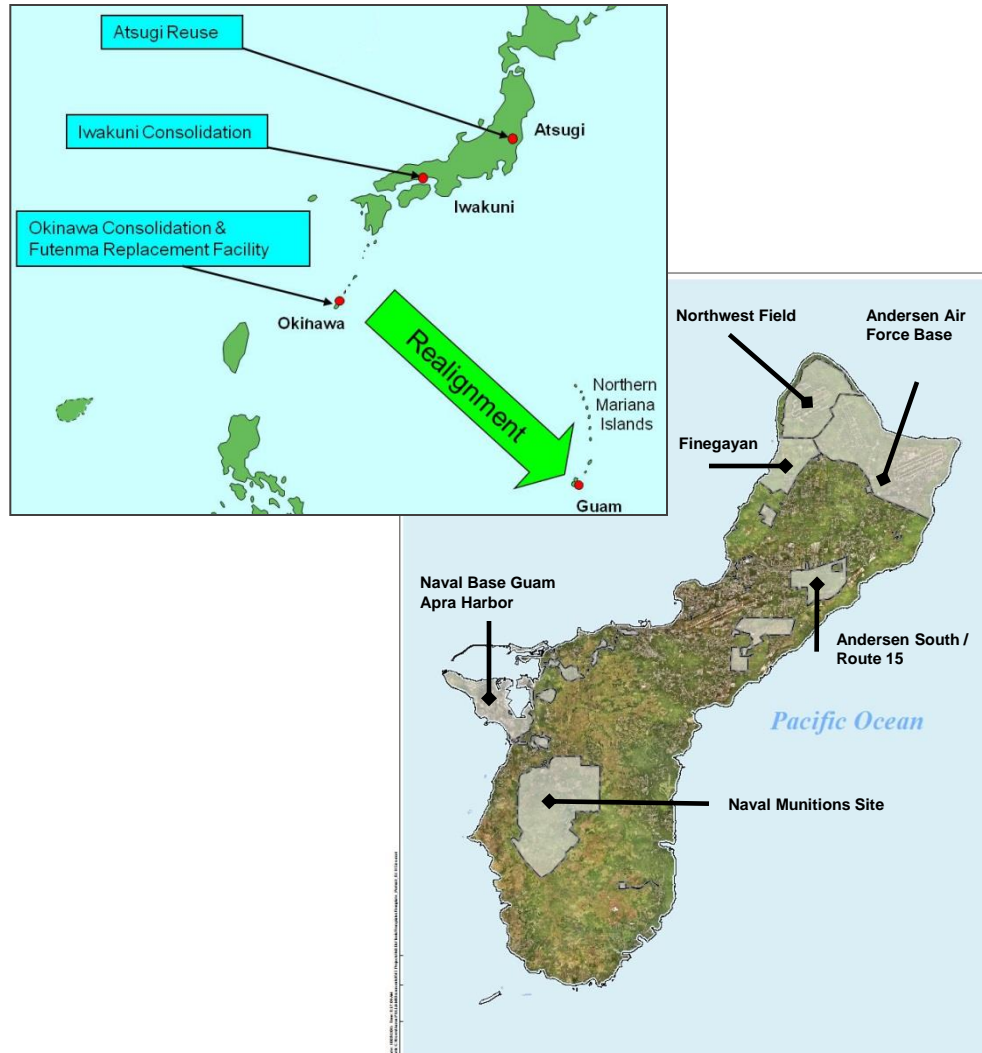 Atsugi Reuse
Atsugi
Iwakuni Consolidation
Iwakuni
Okinawa Consolidation &
Futenma Replacement Facility
Okinawa
Realignment
Northern
Mariana
Islands
Guam
Northwest Field
Andersen Air
Force Base
Finegayan
Naval Base Guam
Apra Harbor
Andersen South /
Route 15
Pacific Ocean
Naval Munitions Site